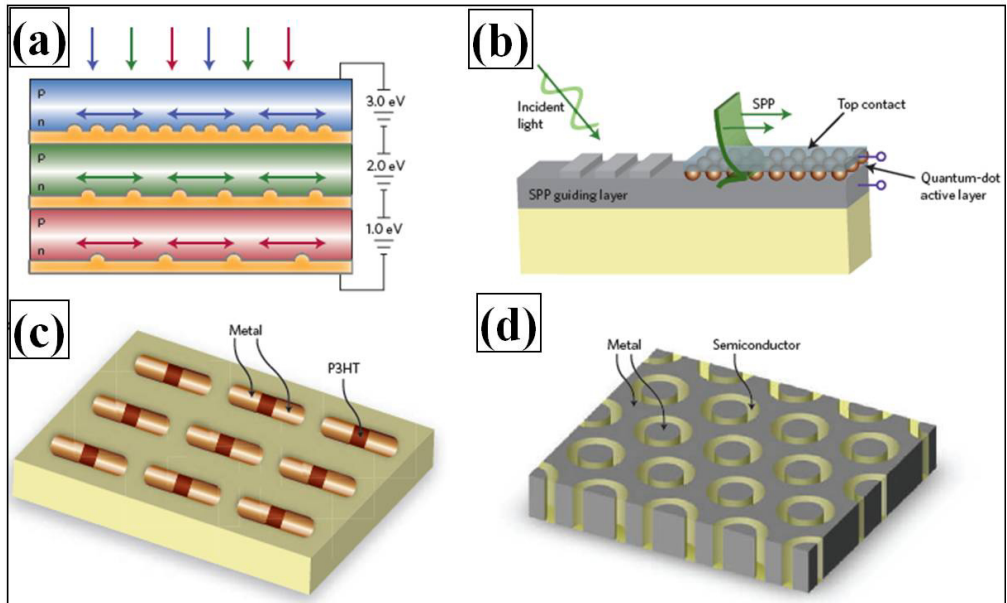 (a)
P
n
3.0 eV
P
n
2.0 eV
P
n
1.0 eV
(b)
Incident
light
SPP
Top contact
SPP guiding layer
Quantum-dot
active layer
(c)
Metal
P3HT
(d)
Metal
Semiconductor